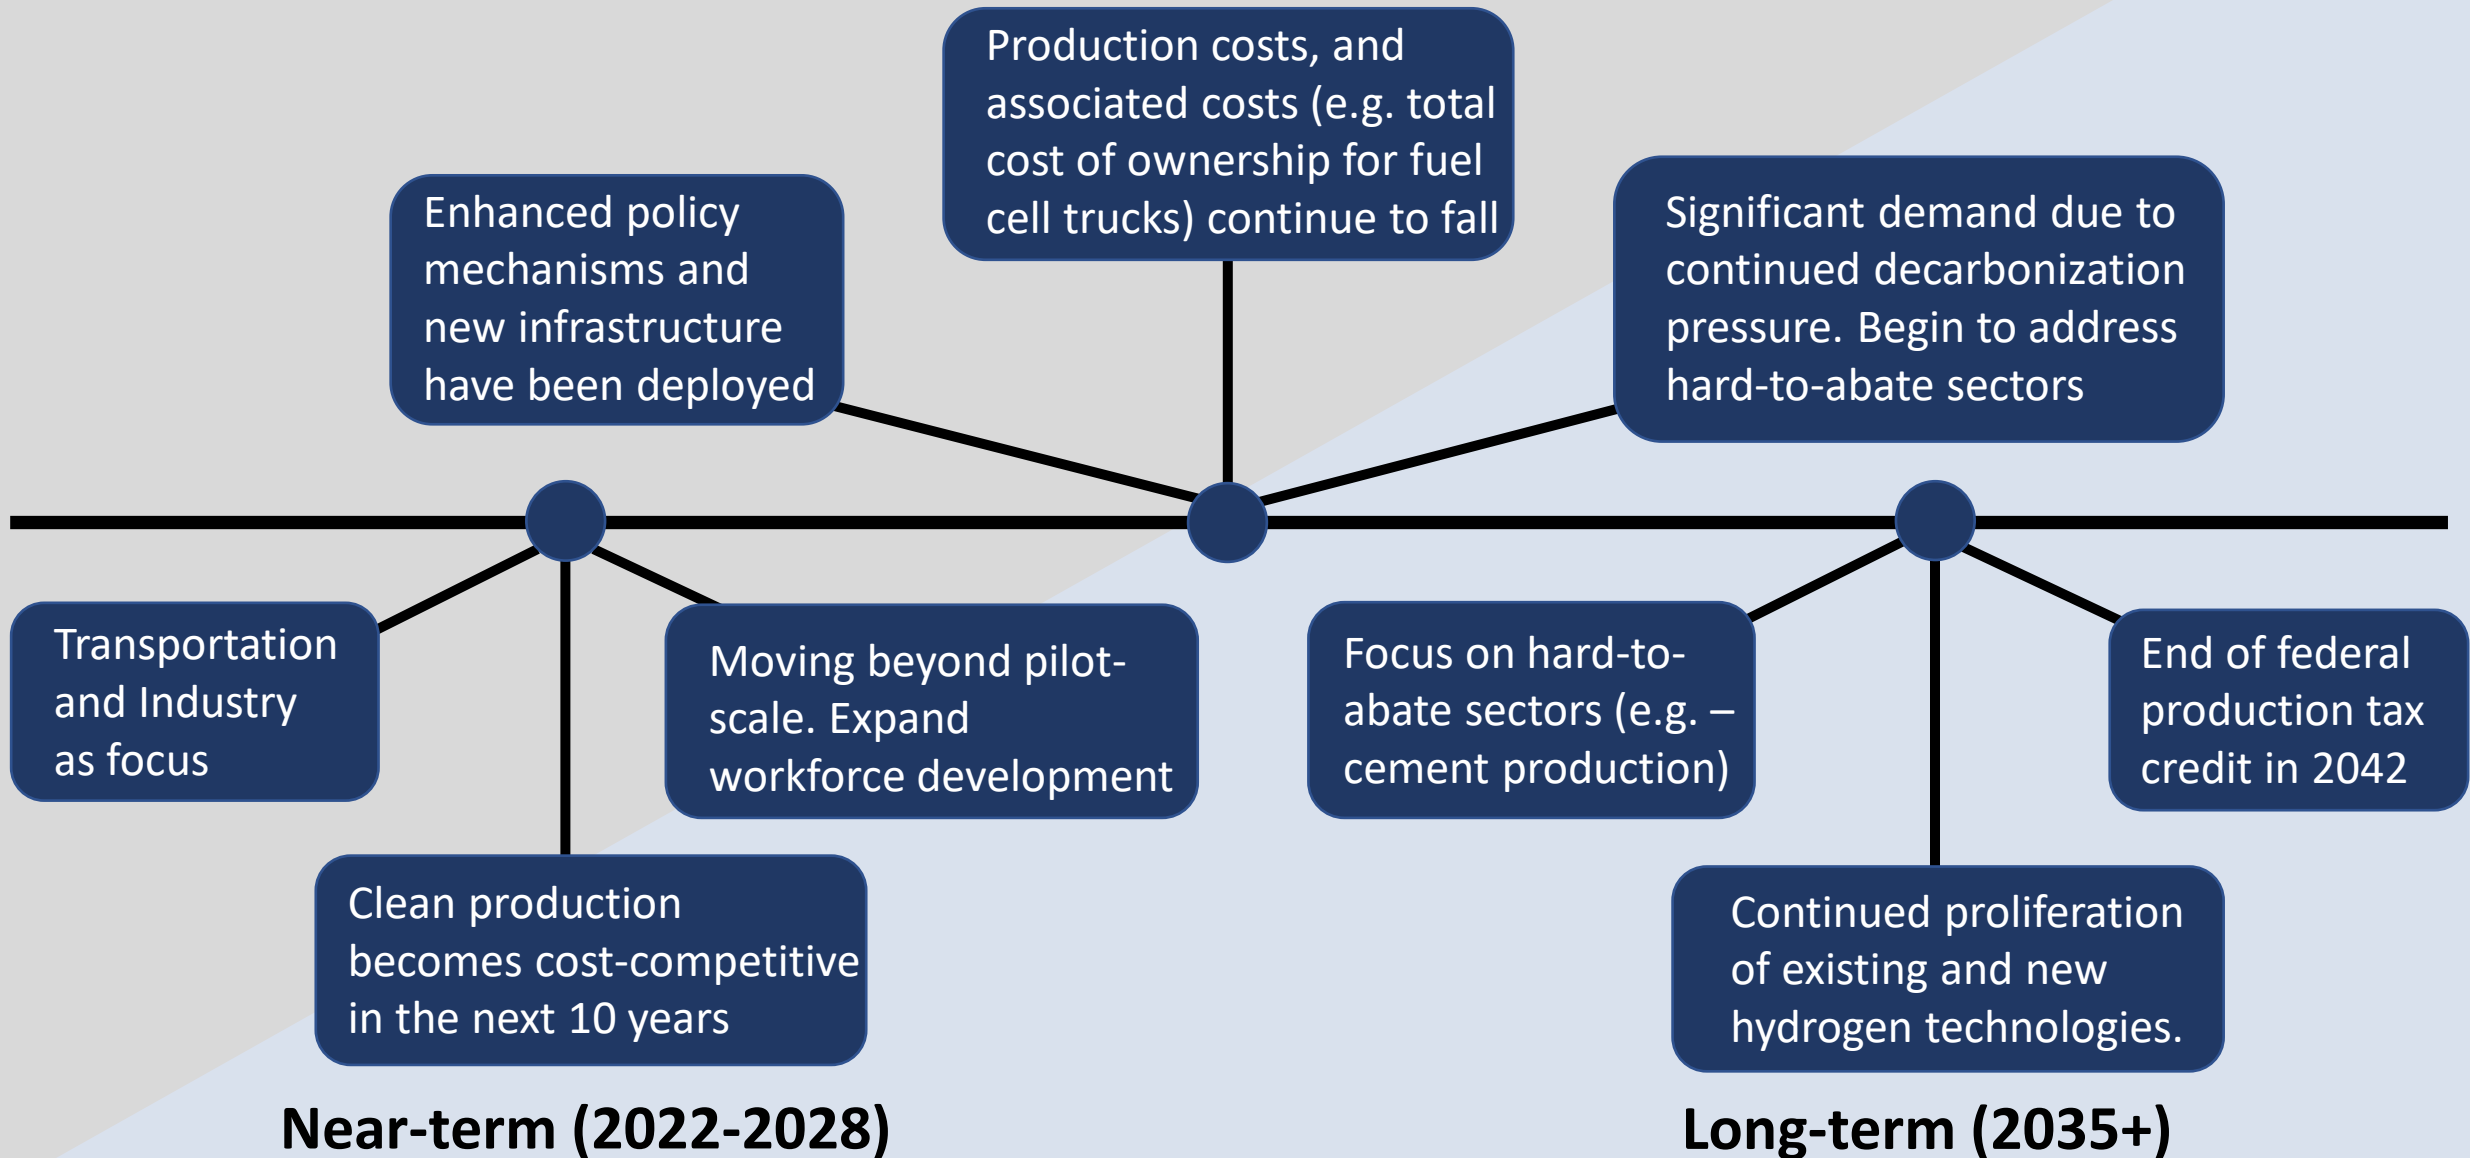 Production costs, and
associated costs (e.g. total
cost of ownership for fuel
cell trucks) continue to fall
Enhanced policy
mechanisms and
new infrastructure
have been deployed
Significant demand due to
continued decarbonization
pressure. Begin to address
hard-to-abate sectors
Transportation
and Industry
as focus
Moving beyond pilot-
scale. Expand
workforce development
Focus on hard-to-
abate sectors (e.g. –
cement production)
End of federal
production tax
credit in 2042
Clean production
becomes cost-competitive
in the next 10 years
Continued proliferation
of existing and new
hydrogen technologies.
Near-term (2022-2028)
Long-term (2035+)